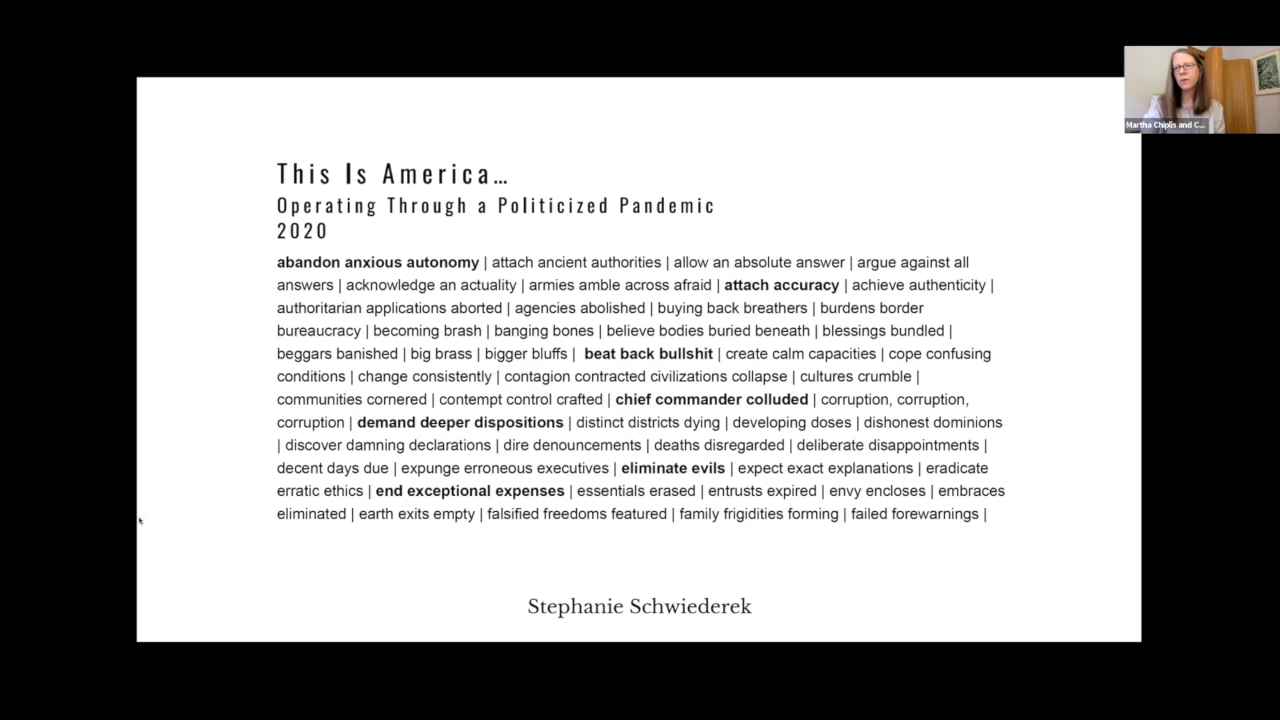 Martha Chiplis and C...
This Is America…
Operating Through a Politicized Pandemic
2020
abandon anxious autonomy | attach ancient authorities | allow an absolute answer | argue against all
answers | acknowledge an actuality | armies amble across afraid | attach accuracy | achieve authenticity |
authoritarian applications aborted | agencies abolished | buying back breathers | burdens border
bureaucracy | becoming brash | banging bones | believe bodies buried beneath | blessings bundled |
beggars banished | big brass | bigger bluffs | beat back bullshit | create calm capacities | cope confusing
conditions | change consistently | contagion contracted civilizations collapse | cultures crumble |
communities cornered | contempt control crafted | chief commander colluded | corruption, corruption,
corruption | demand deeper dispositions | distinct districts dying | developing doses | dishonest dominions
| discover damning declarations | dire denouncements | deaths disregarded | deliberate disappointments |
decent days due | expunge erroneous executives | eliminate evils | expect exact explanations | eradicate
erratic ethics | end exceptional expenses | essentials erased | entrusts expired | envy encloses | embraces
eliminated | earth exits empty | falsified freedoms featured | family frigidities forming | failed forewarnings |
Stephanie Schwiederek